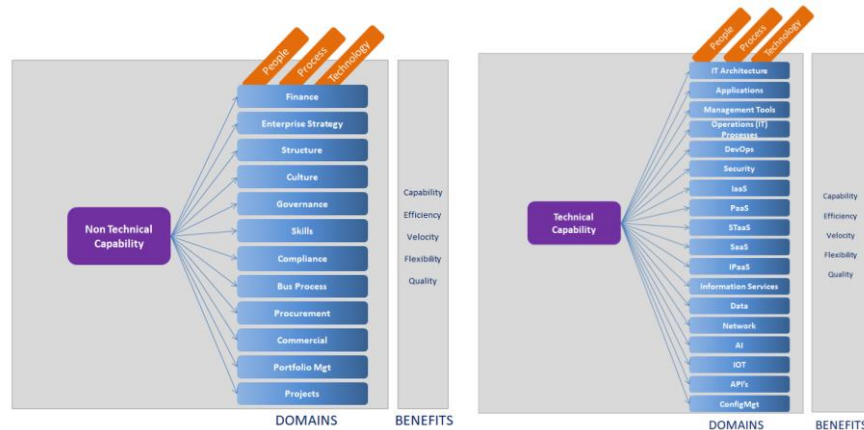 People
Process
Technology
Non Technical
Capability
Finance
Enterprise Strategy
Structure
Culture
Governance
Skills
Compliance
Bus Process
Procurement
Commercial
Portfolio Mgt
Projects
Capability
Efficiency
Velocity
Flexibility
Quality
DOMAINS
BENEFITS
People
Process
Technology
Technical
Capability
IT Architecture
Applications
Management Tools
Operations (IT)
Processes
DevOps
Security
IaaS
PaaS
STaaS
SaaS
IPaaS
Information Services
Data
Network
AI
IOT
API's
ConfigMgt
Capability
Efficiency
Velocity
Flexibility
Quality
DOMAINS
BENEFITS